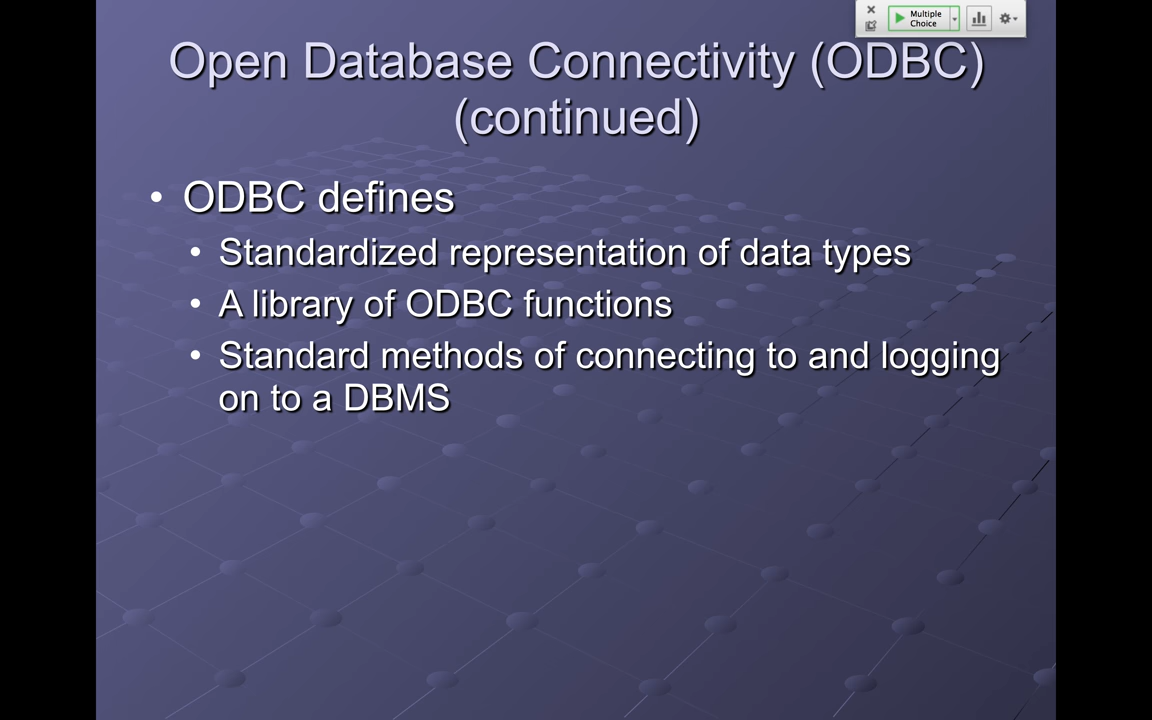 Multiple
Choice
Open Database Connectivity (ODBC)
(continued)
• ODBC defines
• Standardized representation of data types
• A library of ODBC functions
• Standard methods of connecting to and logging
on to a DBMS